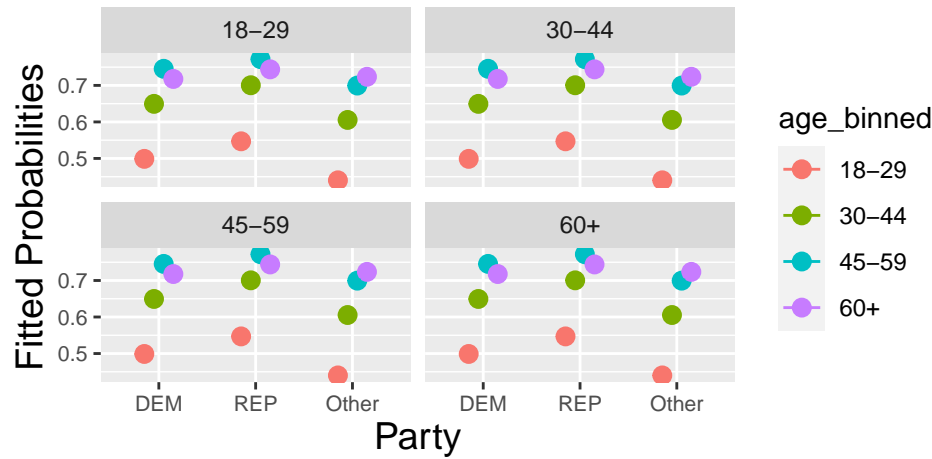 18−29
30−44
0.7
0.6
0.5
45−59
60+
0.7
0.6
0.5
DEM
REP
Other
DEM
REP
Other
Party
Fitted Probabilities
age_binned
18−29
30−44
45−59
60+